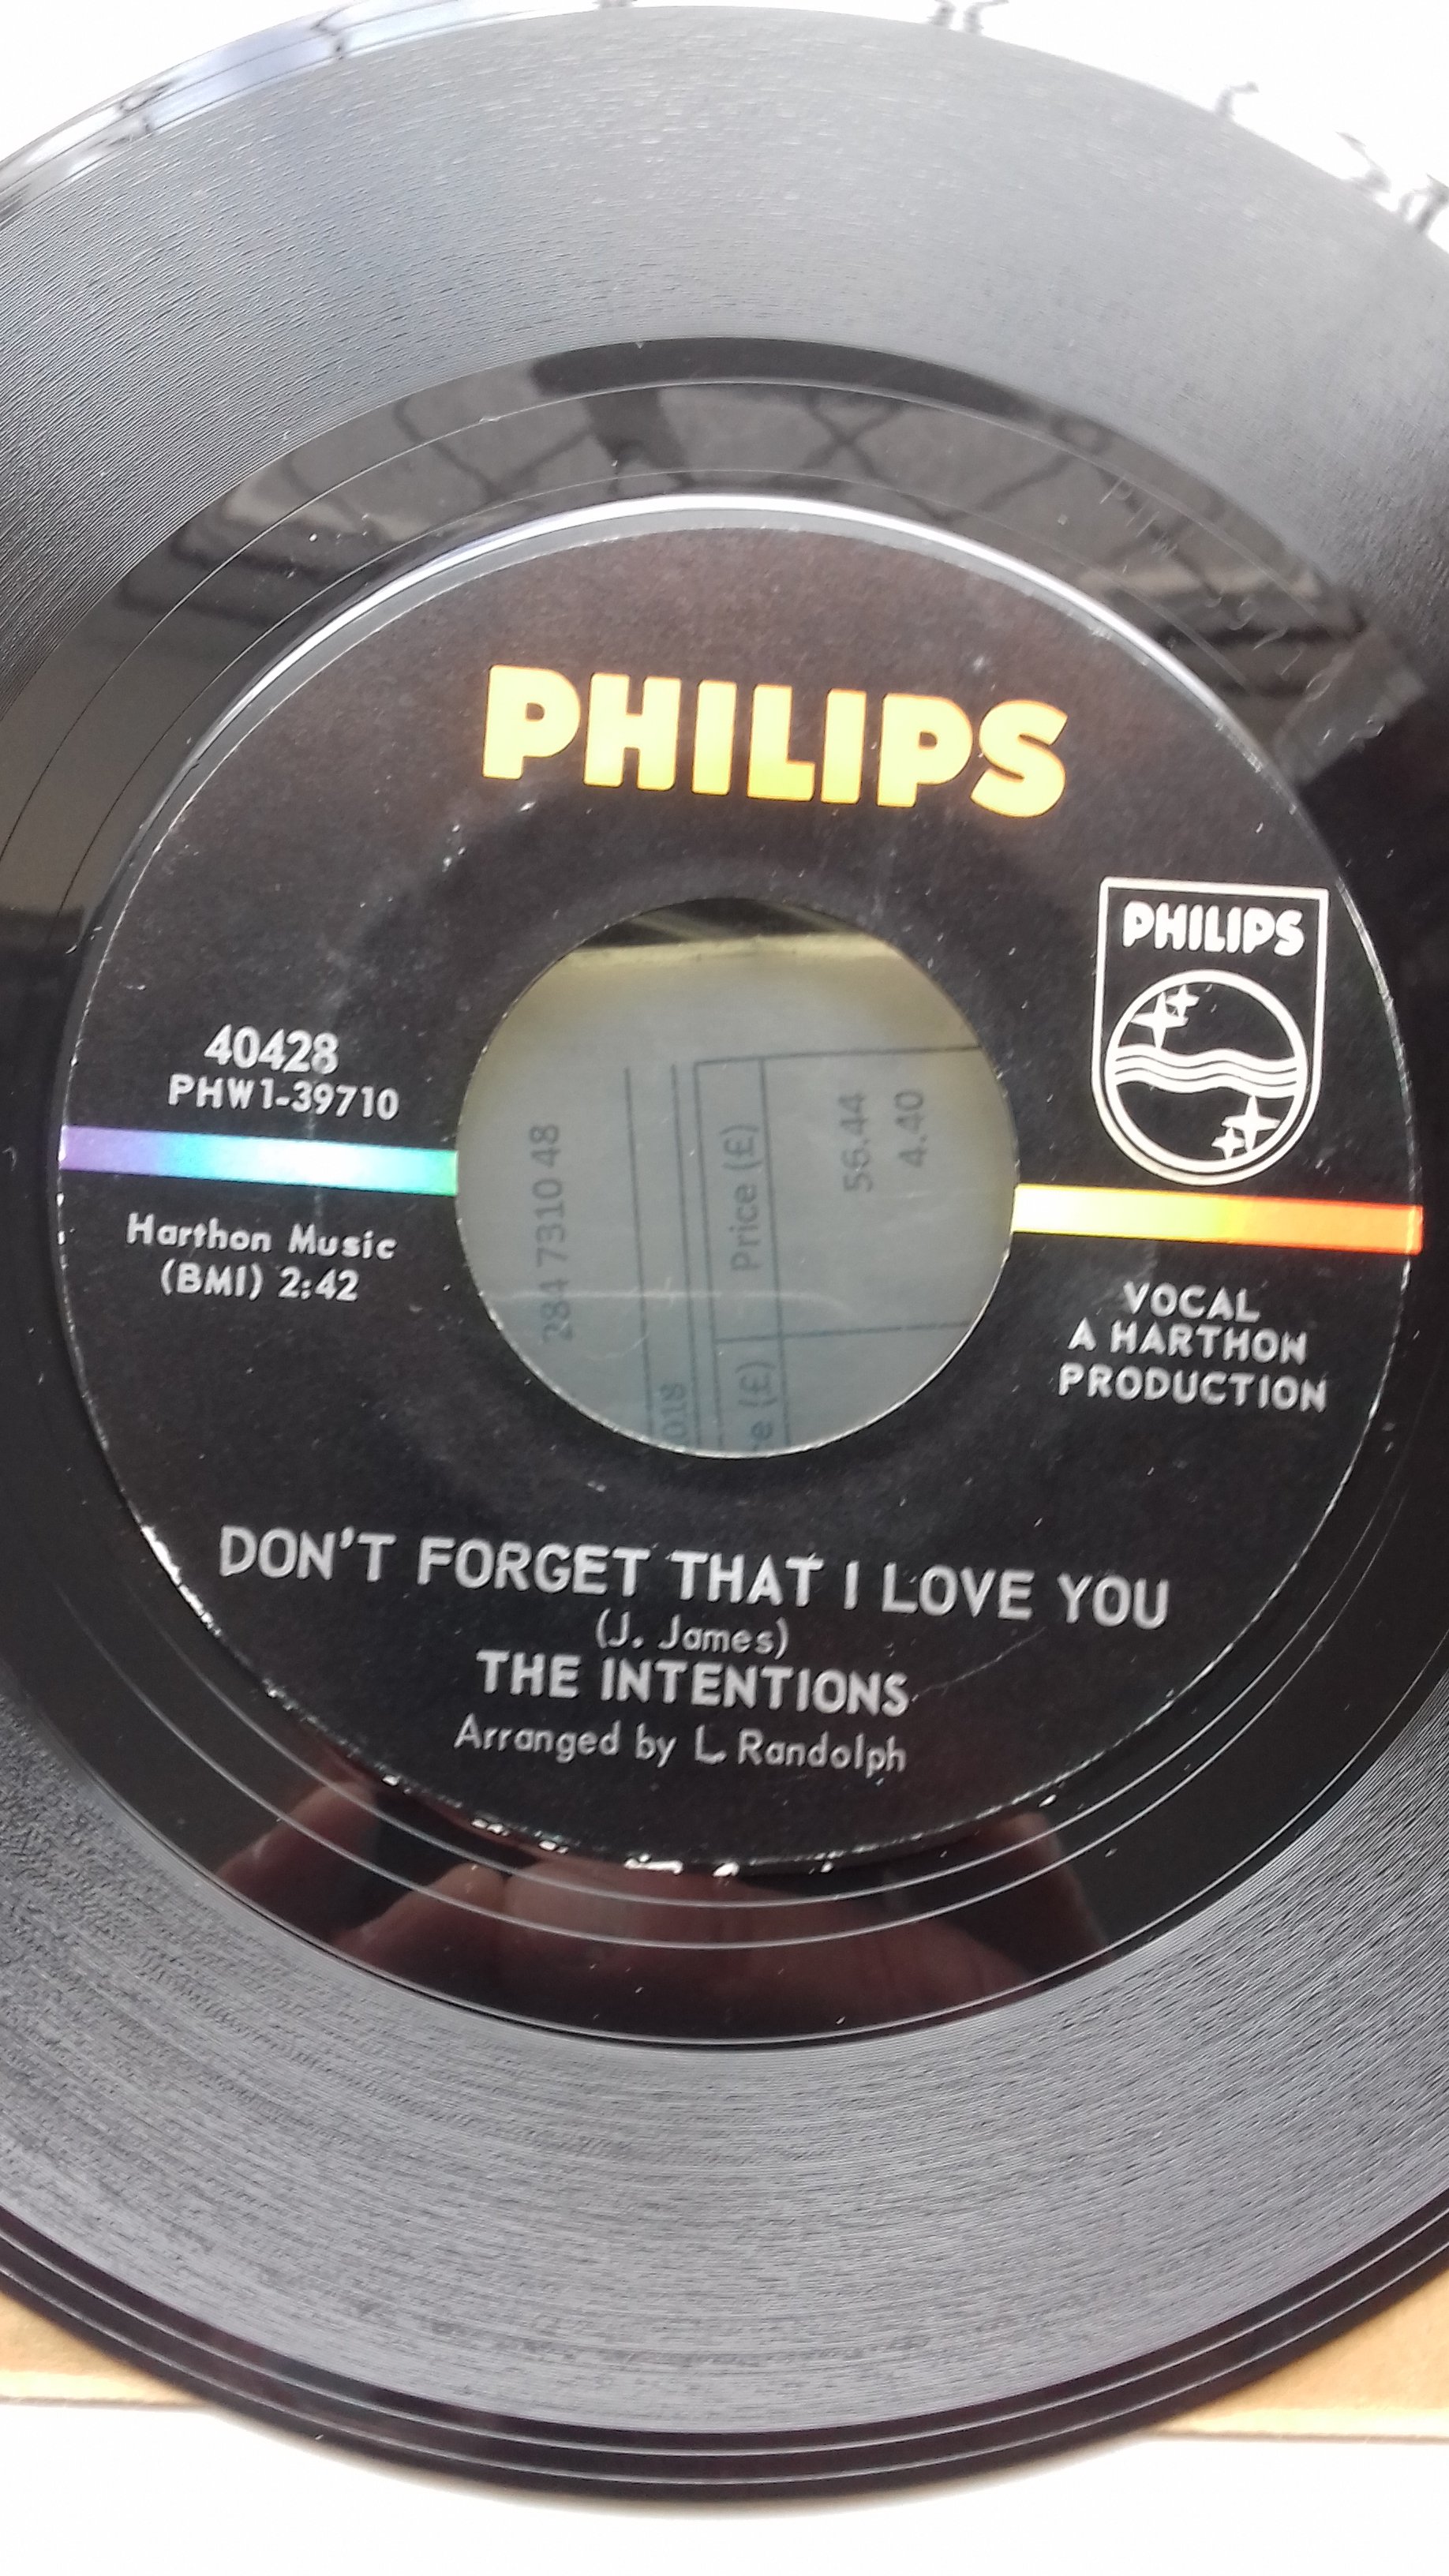 PHILIPS
PHILIPS
40428
PHW1-39710
Harthon Music
(BMI) 2:42
VOCAL
A HARTHON
PRODUCTION
284 7310 48
Price (£)
56.44
4.40
(£)
DON'T FORGET THAT I LOVE YOU
(J. James)
THE INTENTIONS
Arranged by L Randolph